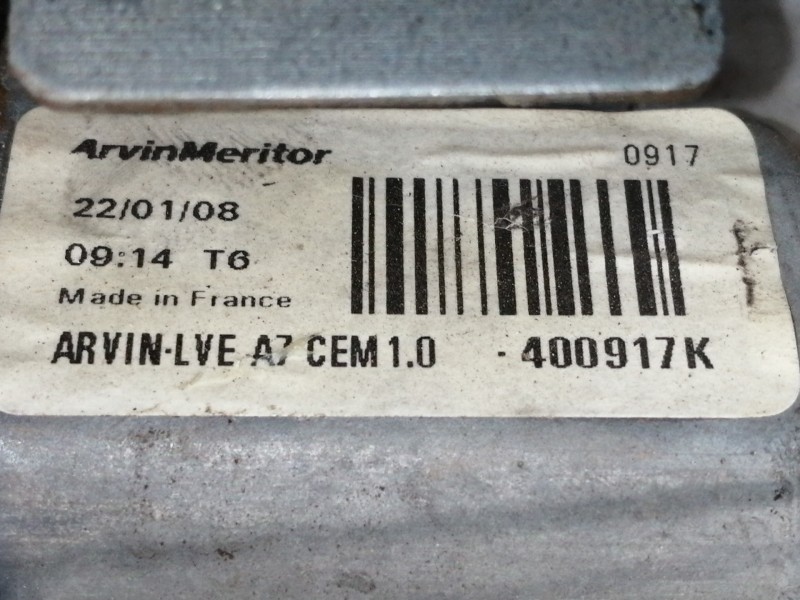 ArvinMeritor 0917
22/01/08
09:14 T6
Made in France
ARVIN-LVE A7 CEM 1.0 - 400917K